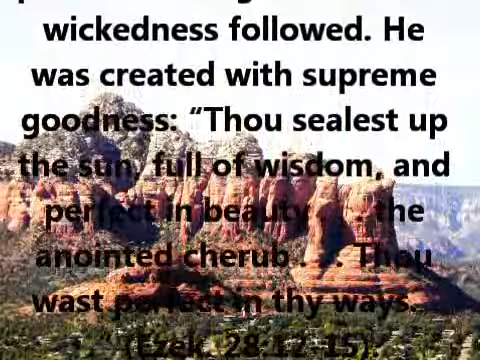 wickedness followed. He
was created with supreme
goodness: “Thou sealest up
the sun, full of wisdom, and
perfect in beauty . . . the
anointed cherub. . . . Thou
wast perfect in thy ways. . .
.” (Ezek. 28:12-15).